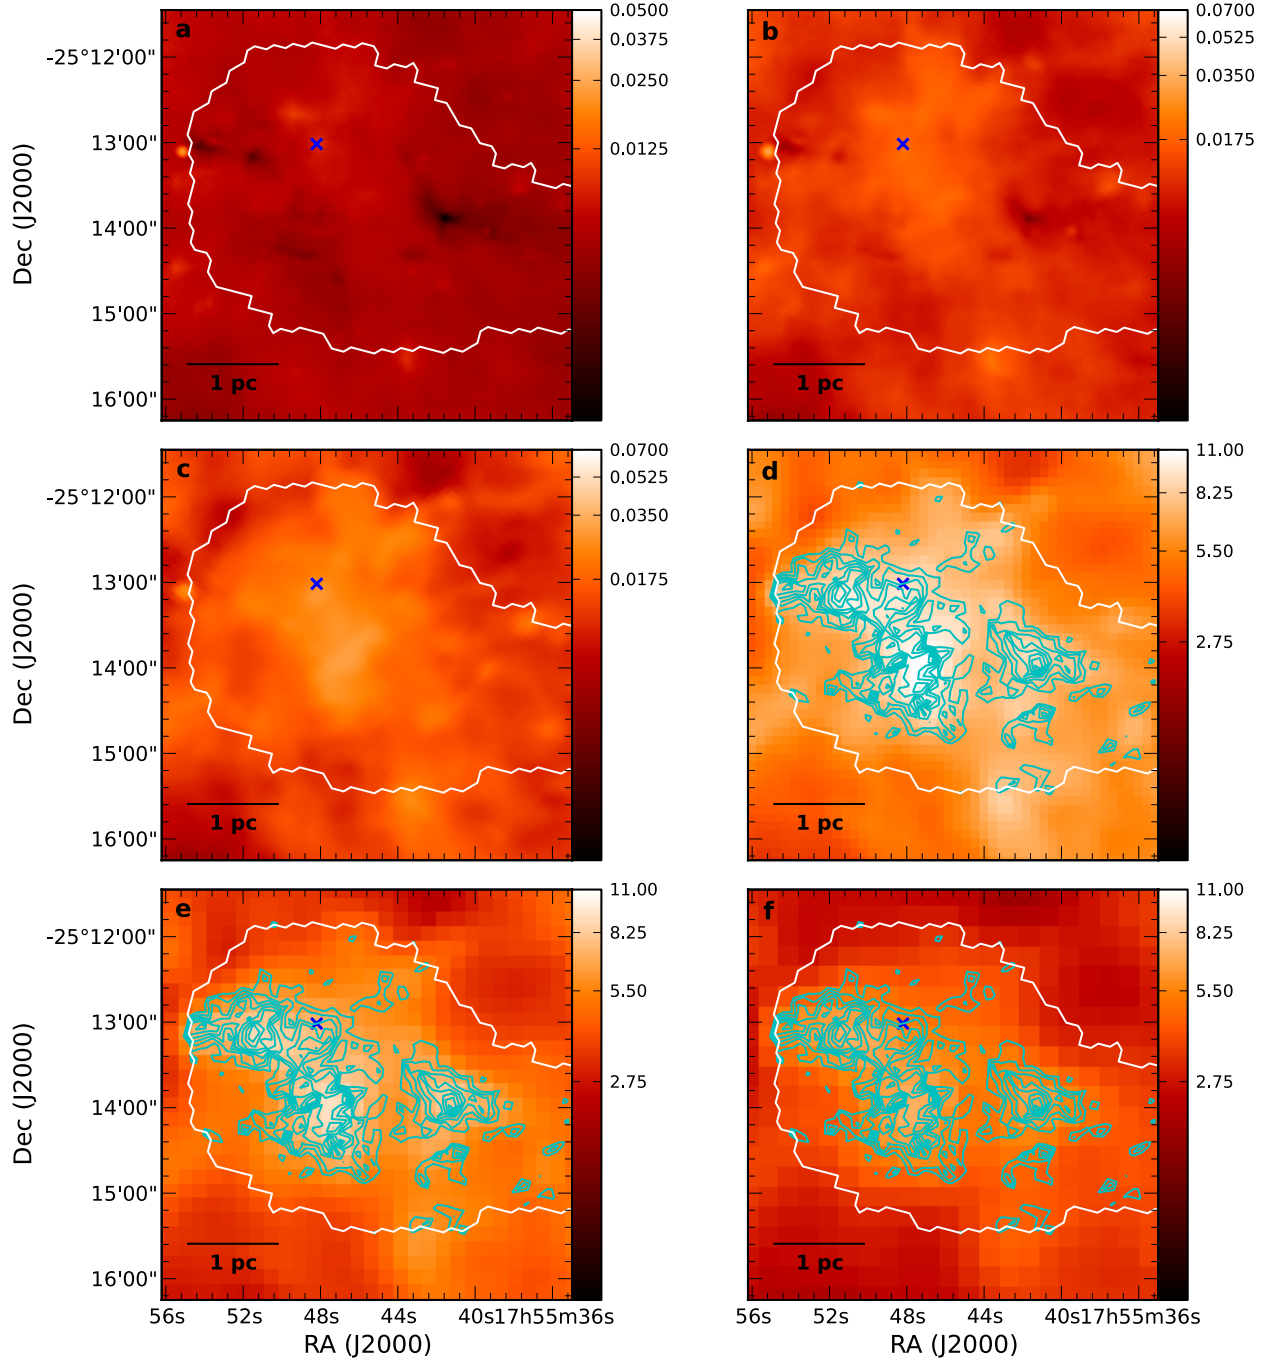 a
0.0500
0.0375
0.0250
0.0125
-25°12'00"
13'00"
14'00"
15'00"
16'00"
Dec (J2000)
1 pc
b
0.0700
0.0525
0.0350
0.0175
1 pc
c
0.0700
0.0525
0.0350
0.0175
-25°12'00"
13'00"
14'00"
15'00"
16'00"
Dec (J2000)
1 pc
d
11.00
8.25
5.50
2.75
1 pc
e
11.00
8.25
5.50
2.75
-25°12'00"
13'00"
14'00"
15'00"
16'00"
Dec (J2000)
1 pc
56s 52s 48s 44s 40s17h55m36s
RA (J2000)
f
11.00
8.25
5.50
2.75
1 pc
56s 52s 48s 44s 40s17h55m36s
RA (J2000)